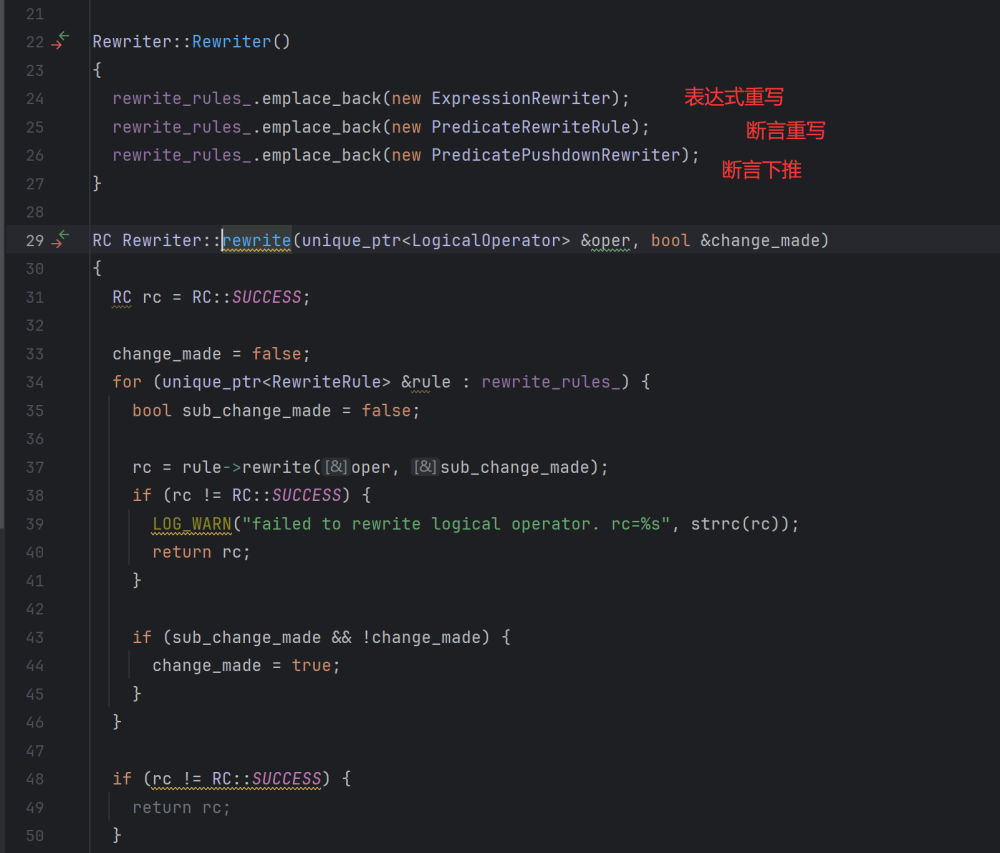 21
22 Rewriter::Rewriter()
23 {
24 rewrite_rules_.emplace_back(new ExpressionRewriter); 表达式重写
25 rewrite_rules_.emplace_back(new PredicateRewriteRule); 断言重写
26 rewrite_rules_.emplace_back(new PredicatePushdownRewriter); 断言下推
27 }
28
29 RC Rewriter::rewrite(unique_ptr<LogicalOperator> &oper, bool &change_made)
30 {
31 RC rc = RC::SUCCESS;
32
33 change_made = false;
34 for (unique_ptr<RewriteRule> &rule : rewrite_rules_) {
35 bool sub_change_made = false;
36
37 rc = rule->rewrite([&]oper, [&]sub_change_made);
38 if (rc != RC::SUCCESS) {
39 LOG_WARN("failed to rewrite logical operator. rc=%s", strrc(rc));
40 return rc;
41 }
42
43 if (sub_change_made && !change_made) {
44 change_made = true;
45 }
46 }
47
48 if (rc != RC::SUCCESS) {
49 return rc;
50 }